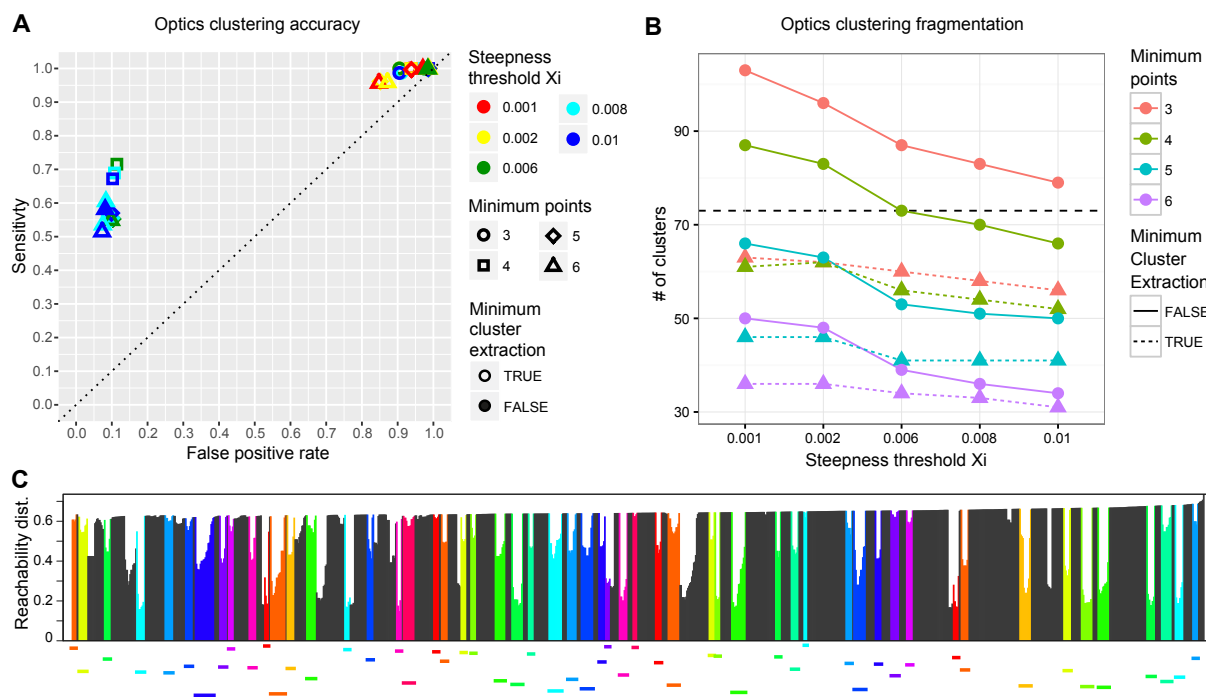 A
Optics clustering accuracy
Sensitivity
1.0
0.9
0.8
0.7
0.6
0.5
0.4
0.3
0.2
0.1
0.0
0.0 0.1 0.2 0.3 0.4 0.5 0.6 0.7 0.8 0.9 1.0
False positive rate
Steepness
threshold Xi
0.001 0.008
0.002 0.01
0.006
Minimum points
3 5
4 6
Minimum
cluster
extraction
TRUE
FALSE
B
Optics clustering fragmentation
# of clusters
90
70
50
30
0.001 0.002 0.006 0.008 0.01
Steepness threshold Xi
Minimum
points
3
4
5
6
Minimum
Cluster
Extraction
FALSE
TRUE
C
Reachability dist.
0.6
0.4
0.2
0